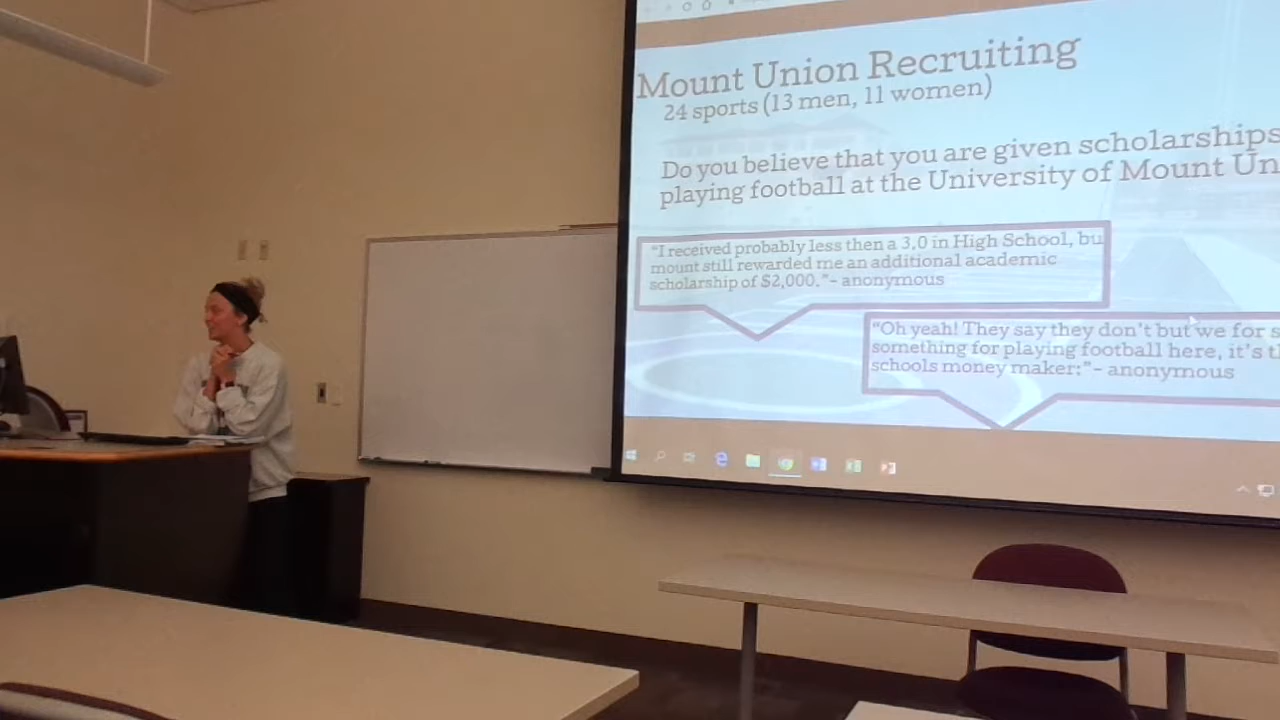 Mount Union Recruiting
24 sports (13 men, 11 women)
Do you believe that you are given scholarships
playing football at the University of Mount Un
"I received probably less then a 3.0 in High School, bu
mount still rewarded me an additional academic
scholarship of $2,000."- anonymous
"Oh yeah! They say they don't but we for s
something for playing football here, it's th
schools money maker:"- anonymous